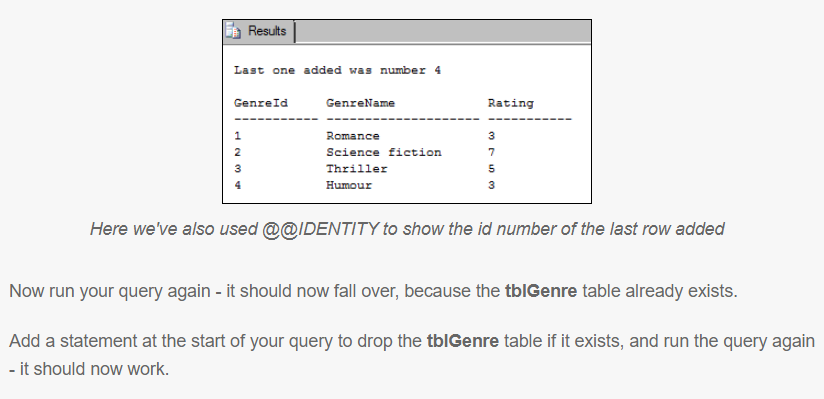 Results
Last one added was number 4
GenreId GenreName Rating
----------- -------------------- -----------
1 Romance 3
2 Science fiction 7
3 Thriller 5
4 Humour 3
Here we've also used @@IDENTITY to show the id number of the last row added
Now run your query again - it should now fall over, because the tblGenre table already exists.
Add a statement at the start of your query to drop the tblGenre table if it exists, and run the query again
- it should now work.